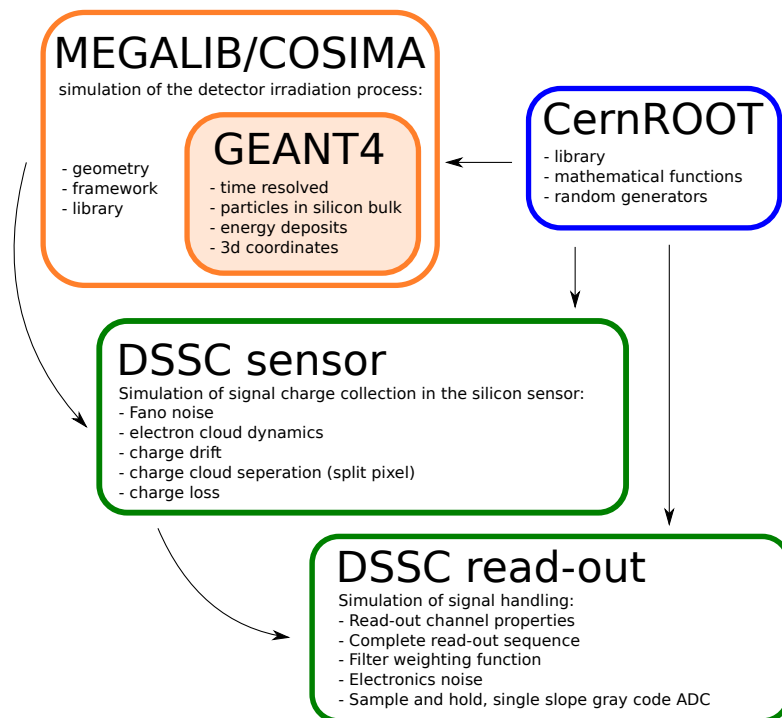 MEGALIB/COSIMA
simulation of the detector irradiation process:
- geometry
- framework
- library
GEANT4
- time resolved
- particles in silicon bulk
- energy deposits
- 3d coordinates
CernROOT
- library
- mathematical functions
- random generators
DSSC sensor
Simulation of signal charge collection in the silicon sensor:
- Fano noise
- electron cloud dynamics
- charge drift
- charge cloud seperation (split pixel)
- charge loss
DSSC read-out
Simulation of signal handling:
- Read-out channel properties
- Complete read-out sequence
- Filter weighting function
- Electronics noise
- Sample and hold, single slope gray code ADC